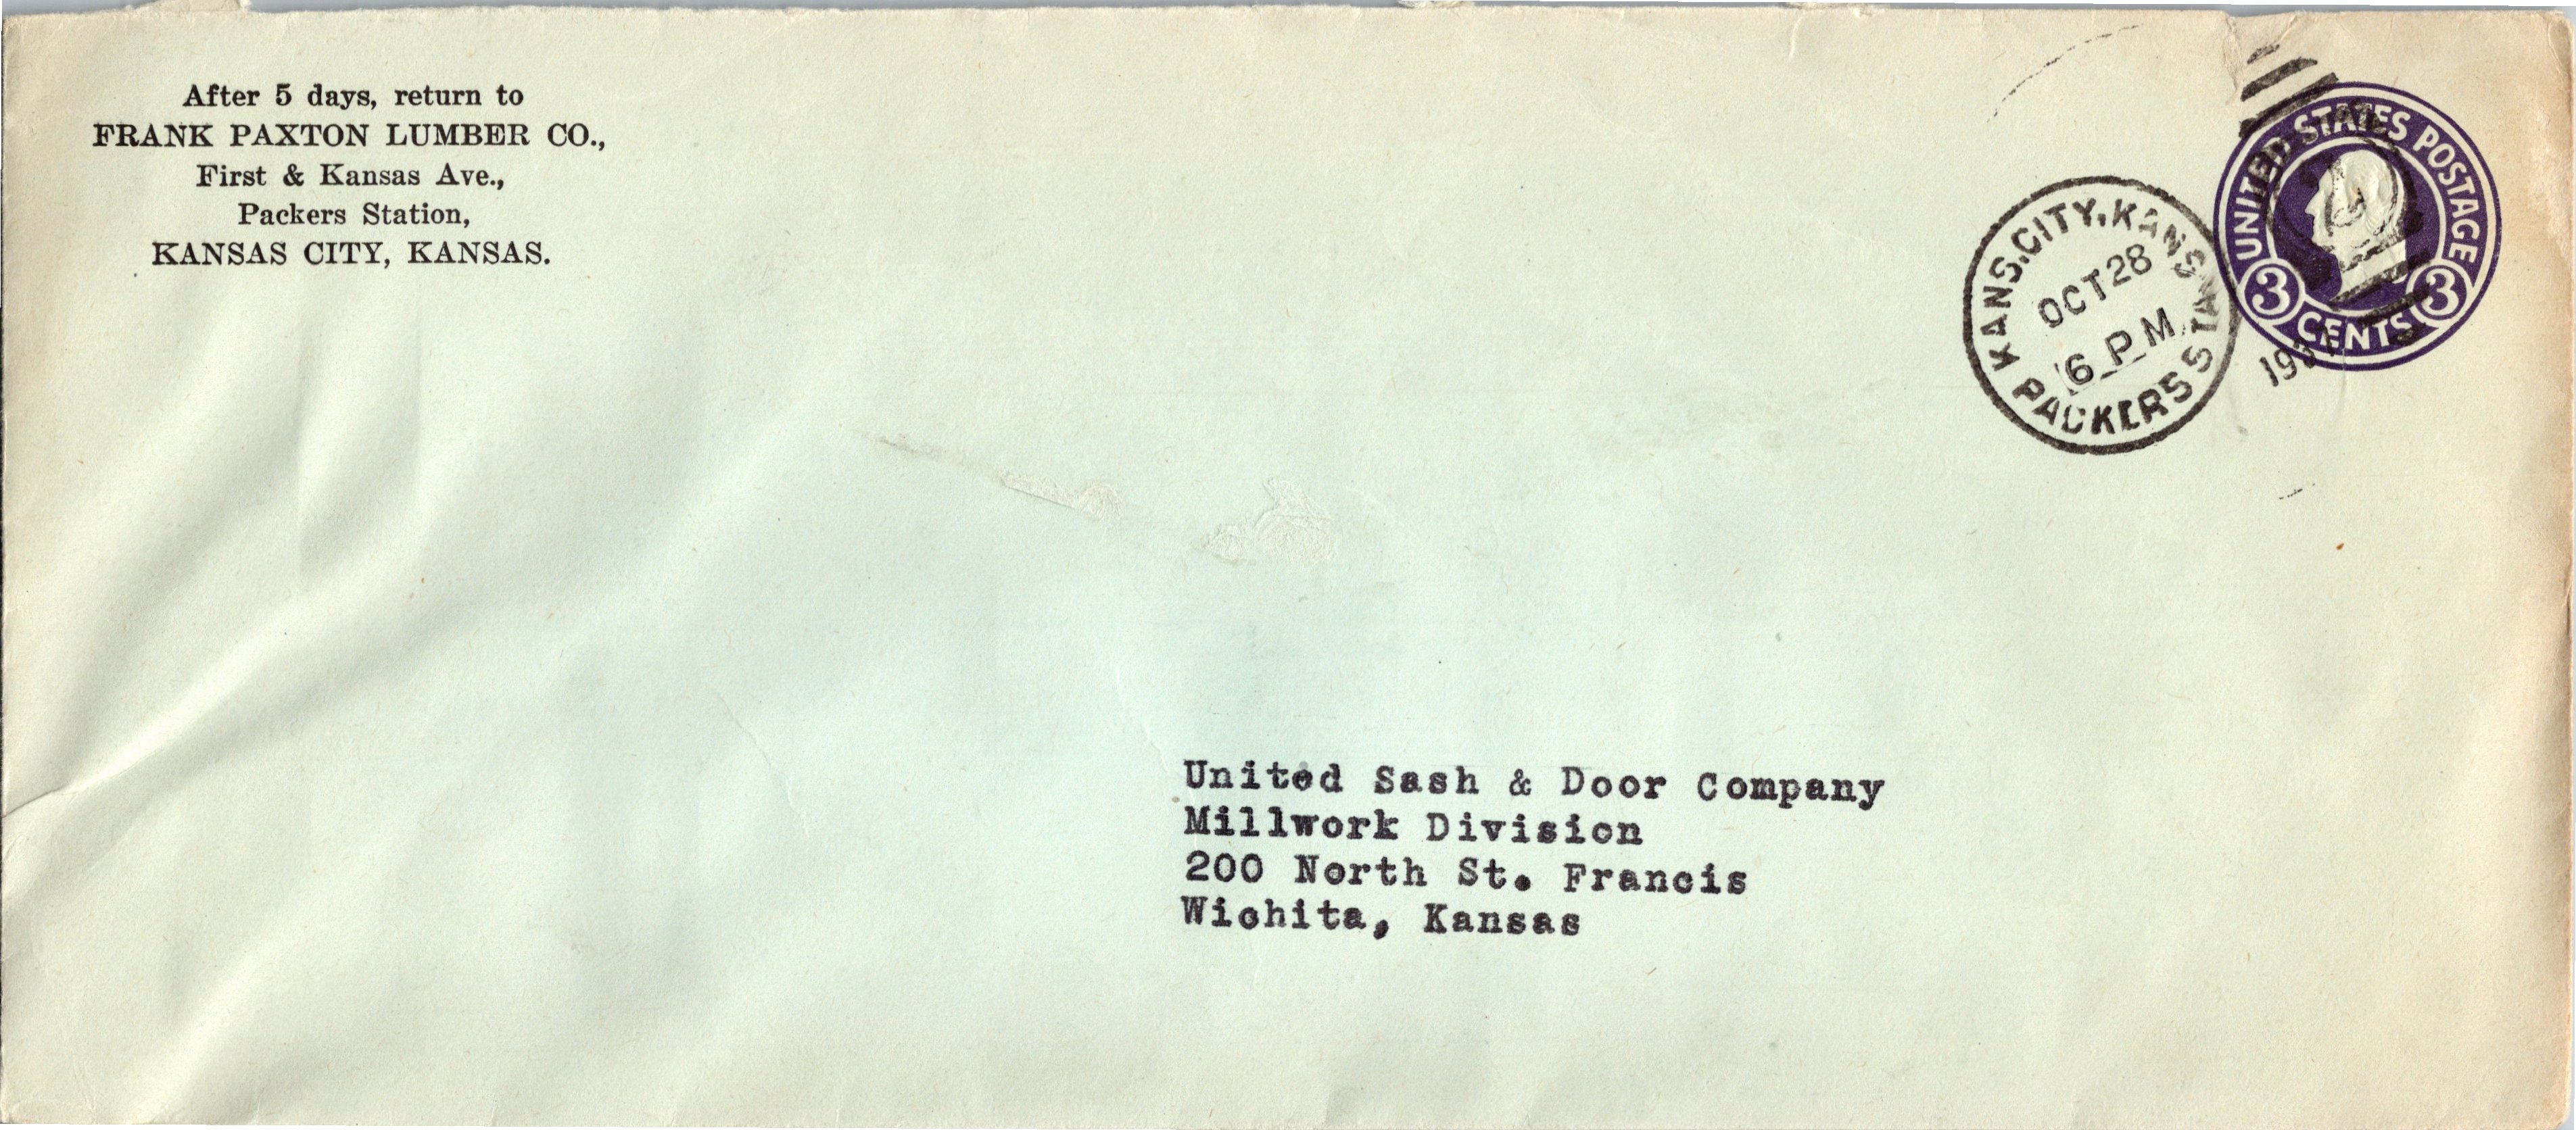 After 5 days, return to
FRANK PAXTON LUMBER CO.,
First & Kansas Ave.,
Packers Station,
KANSAS CITY, KANSAS.
UNITED STATES POSTAGE
3 CENTS 3
KANS. CITY, KANS
OCT 28
6 P M
PACKERS STA
United Sash & Door Company
Millwork Division
200 North St. Francis
Wichita, Kansas